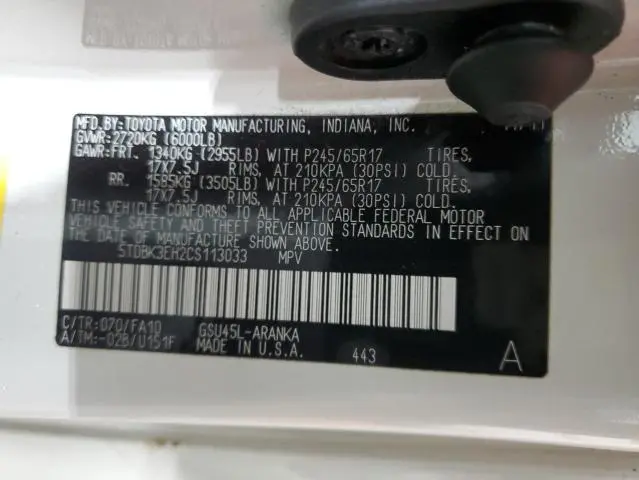 MFD.BY:TOYOTA MOTOR MANUFACTURING, INDIANA, INC.
GVWR:2720KG (6000LB)
GAWR:FRT. 1340KG (2955LB) WITH P245/65R17 TIRES,
17X7.5J RIMS, AT 210KPA (30PSI) COLD.
RR. 1585KG (3505LB) WITH P245/65R17 TIRES,
17X7.5J RIMS, AT 210KPA (30PSI) COLD.
THIS VEHICLE CONFORMS TO ALL APPLICABLE FEDERAL MOTOR
VEHICLE SAFETY AND THEFT PREVENTION STANDARDS IN EFFECT ON
THE DATE OF MANUFACTURE SHOWN ABOVE.
5TDBK3EH2CS113033 MPV
C/TR:070/FA10 GSU45L-ARANKA
A/TM:-02B/U151F MADE IN U.S.A. 443 A